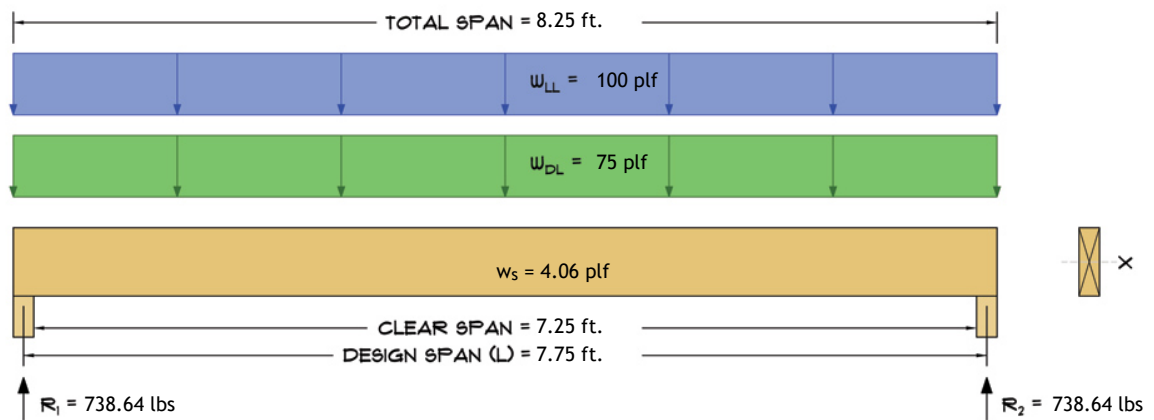 TOTAL SPAN = 8.25 ft.
WLL = 100 plf
WDL = 75 plf
ws = 4.06 plf
X
CLEAR SPAN = 7.25 ft.
DESIGN SPAN (L) = 7.75 ft.
R1 = 738.64 lbs
R2 = 738.64 lbs